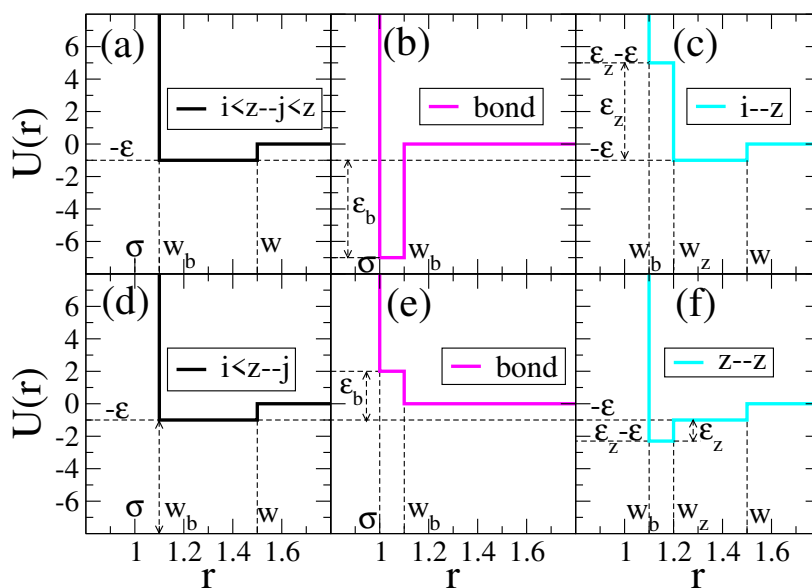 U(r)
6
4
2
0
-2
-4
-6
(a)
i<z--j<z
-ε
σ
w_b
w
(b)
bond
ε_b
σ
w_b
(c)
ε_z-ε
ε_z
i--z
-ε
w_b
w_z
w
U(r)
6
4
2
0
-2
-4
-6
(d)
i<z--j
-ε
σ
w_b
w
1 1.2 1.4 1.6
r
(e)
bond
ε_b
σ
w_b
1 1.2 1.4 1.6
r
(f)
z--z
-ε
ε_z-ε
ε_z
w_b
w_z
w
1 1.2 1.4 1.6
r